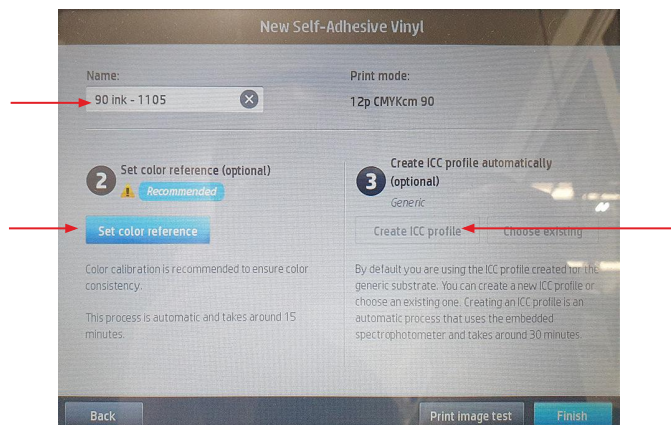 New Self-Adhesive Vinyl
Name:
90 ink - 1105
Print mode:
12p CMYKcm 90
2
Set color reference (optional)
Recommended
Set color reference
Color calibration is recommended to ensure color
consistency.
This process is automatic and takes around 15
minutes.
3
Create ICC profile automatically
(optional)
Generic
Create ICC profile
Choose existing
By default you are using the ICC profile created for the
generic substrate. You can create a new ICC profile or
choose an existing one. Creating an ICC profile is an
automatic process that uses the embedded
spectrophotometer and takes around 30 minutes.
Back
Print image test
Finish